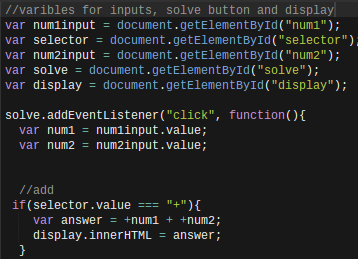 //varibles for inputs, solve button and display
var num1input = document.getElementById("num1");
var selector = document.getElementById("selector");
var num2input = document.getElementById("num2");
var solve = document.getElementById("solve");
var display = document.getElementById("display");

solve.addEventListener("click", function(){
  var num1 = num1input.value;
  var num2 = num2input.value;


  //add
 if(selector.value === "+"){
    var answer = +num1 + +num2;
    display.innerHTML = answer;
  }